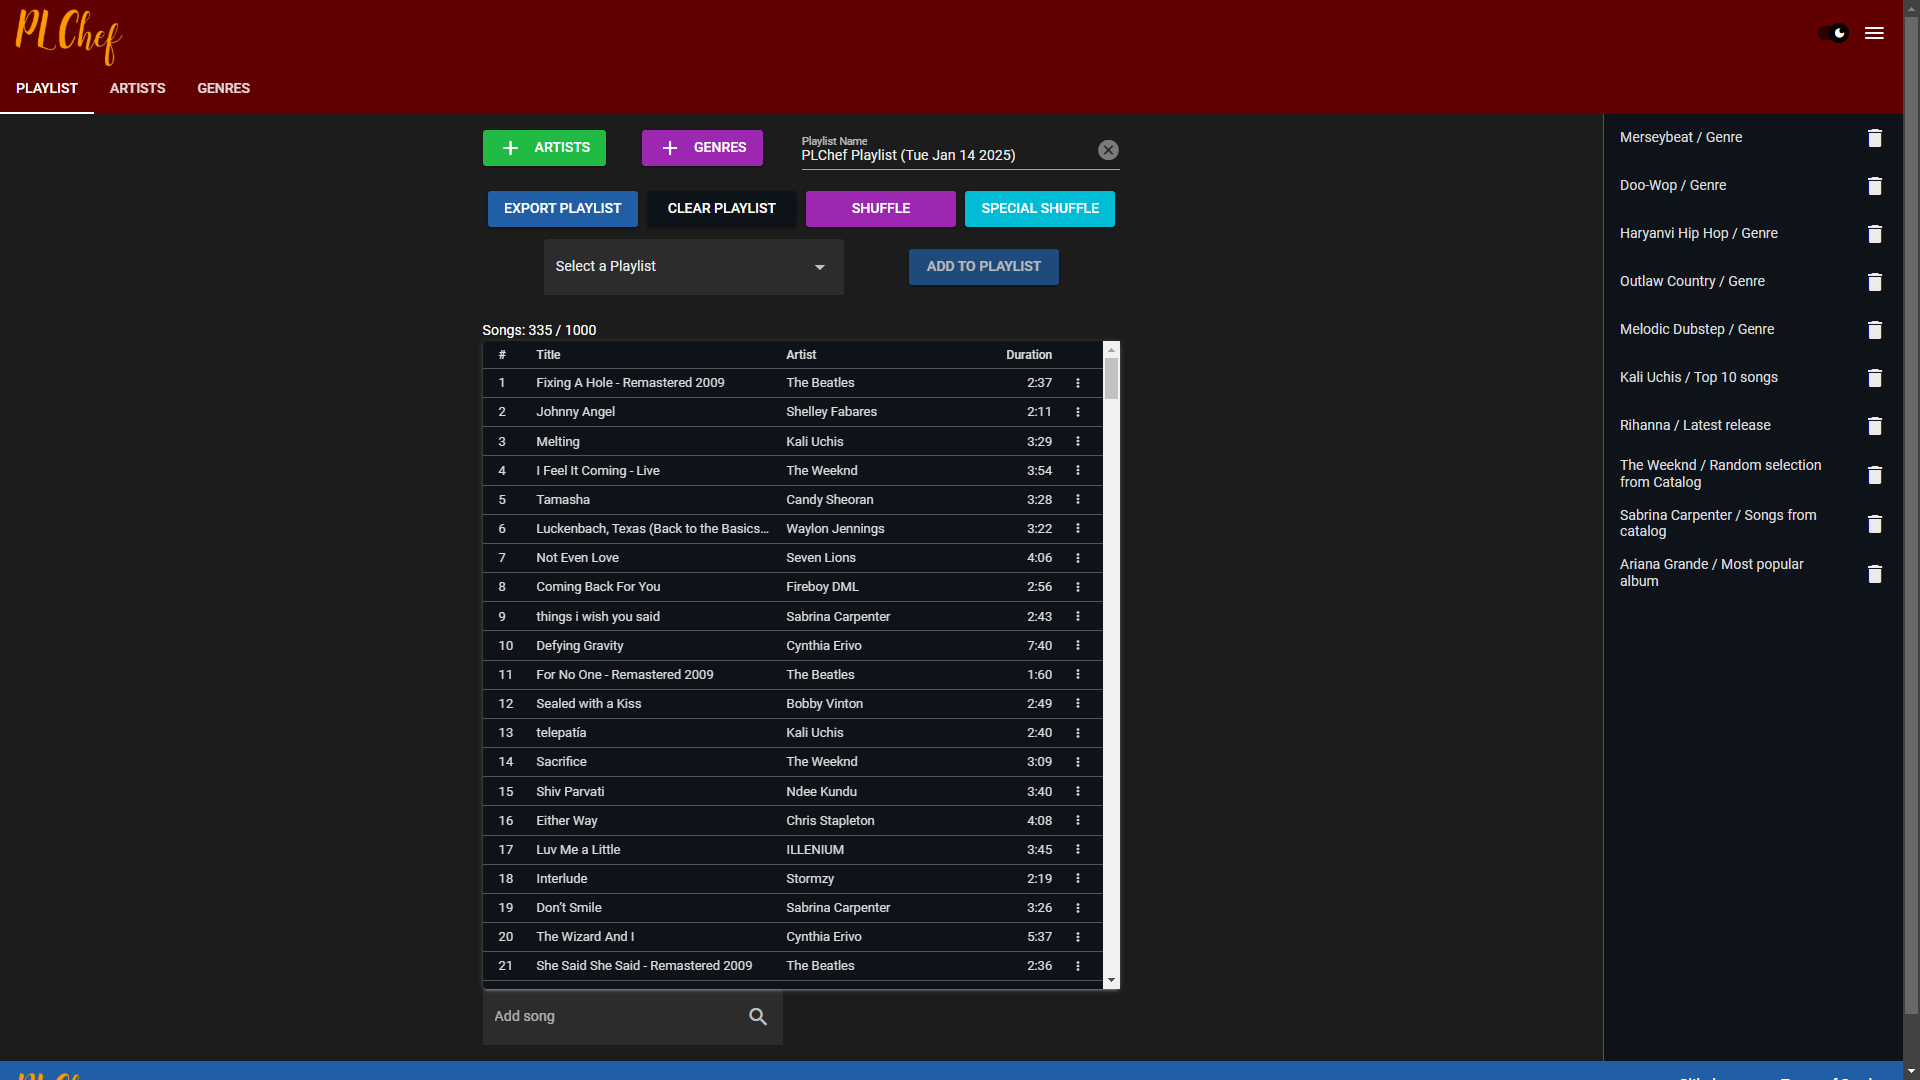 PLChef
PLAYLIST ARTISTS GENRES
+ ARTISTS + GENRES
Playlist Name
PLChef Playlist (Tue Jan 14 2025)
EXPORT PLAYLIST CLEAR PLAYLIST SHUFFLE SPECIAL SHUFFLE
Select a Playlist ADD TO PLAYLIST
Songs: 335 / 1000
# Title Artist Duration
1 Fixing A Hole - Remastered 2009 The Beatles 2:37
2 Johnny Angel Shelley Fabares 2:11
3 Melting Kali Uchis 3:29
4 I Feel It Coming - Live The Weeknd 3:54
5 Tamasha Candy Sheoran 3:28
6 Luckenbach, Texas (Back to the Basics... Waylon Jennings 3:22
7 Not Even Love Seven Lions 4:06
8 Coming Back For You Fireboy DML 2:56
9 things i wish you said Sabrina Carpenter 2:43
10 Defying Gravity Cynthia Erivo 7:40
11 For No One - Remastered 2009 The Beatles 1:60
12 Sealed with a Kiss Bobby Vinton 2:49
13 telepatía Kali Uchis 2:40
14 Sacrifice The Weeknd 3:09
15 Shiv Parvati Ndee Kundu 3:40
16 Either Way Chris Stapleton 4:08
17 Luv Me a Little ILLENIUM 3:45
18 Interlude Stormzy 2:19
19 Don't Smile Sabrina Carpenter 3:26
20 The Wizard And I Cynthia Erivo 5:37
21 She Said She Said - Remastered 2009 The Beatles 2:36
Add song
Merseybeat / Genre
Doo-Wop / Genre
Haryanvi Hip Hop / Genre
Outlaw Country / Genre
Melodic Dubstep / Genre
Kali Uchis / Top 10 songs
Rihanna / Latest release
The Weeknd / Random selection
from Catalog
Sabrina Carpenter / Songs from
catalog
Ariana Grande / Most popular
album